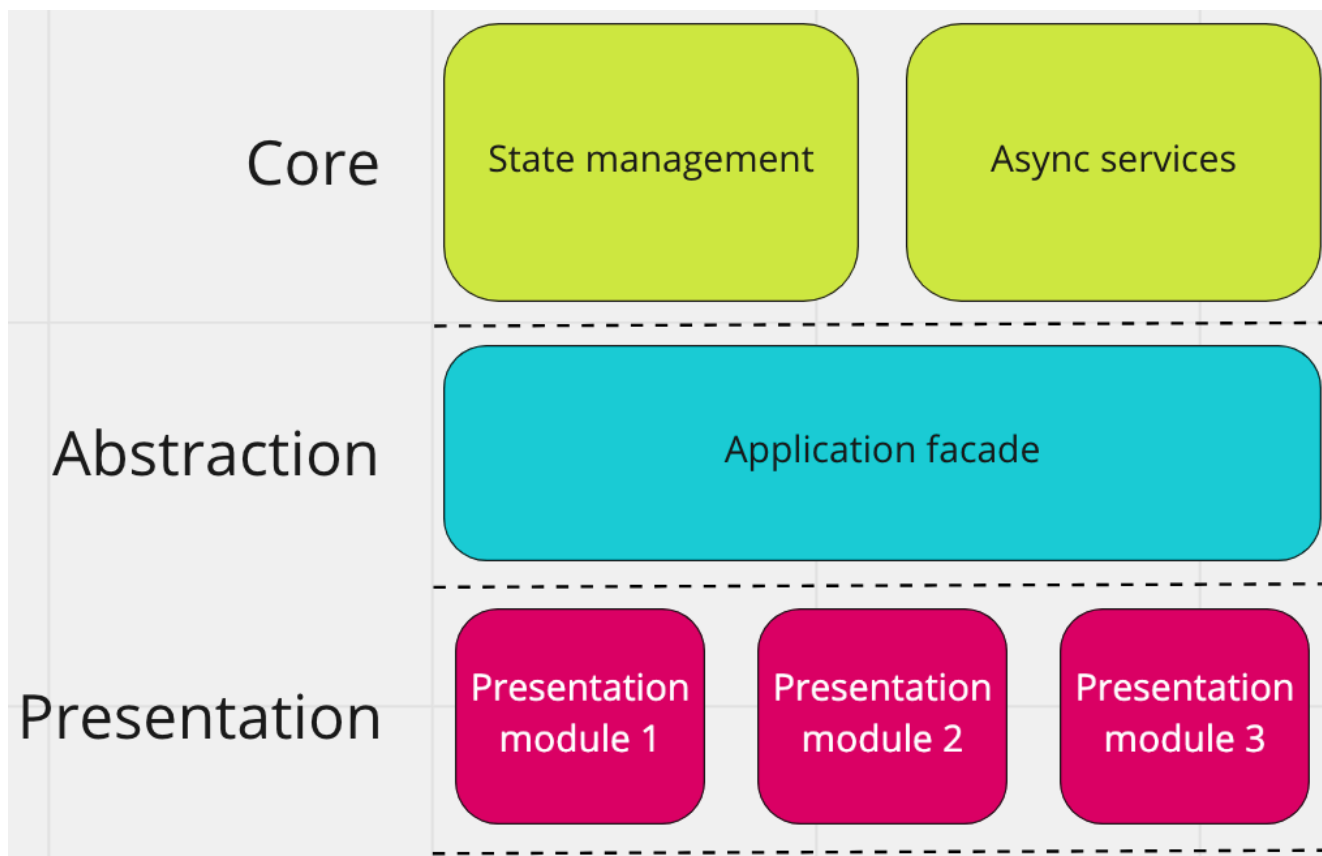 Core
State management
Async services
Abstraction
Application facade
Presentation
Presentation
module 1
Presentation
module 2
Presentation
module 3